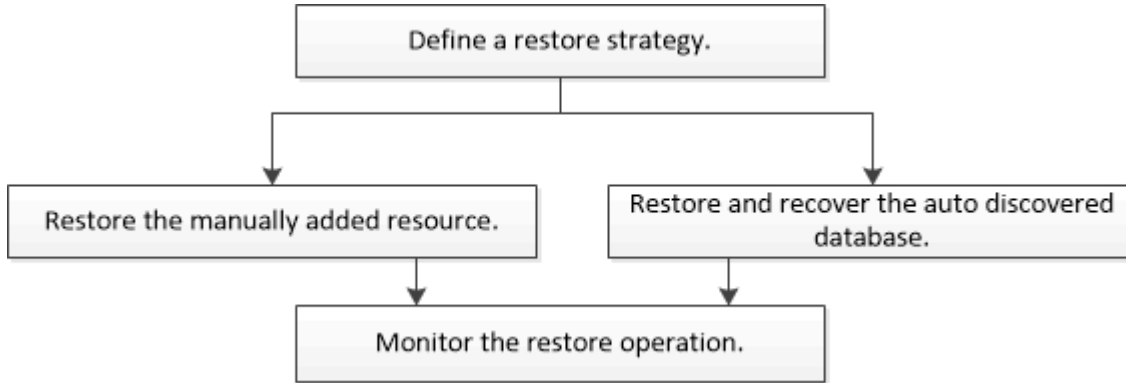 Define a restore strategy.
Restore the manually added resource.
Restore and recover the auto discovered
database.
Monitor the restore operation.